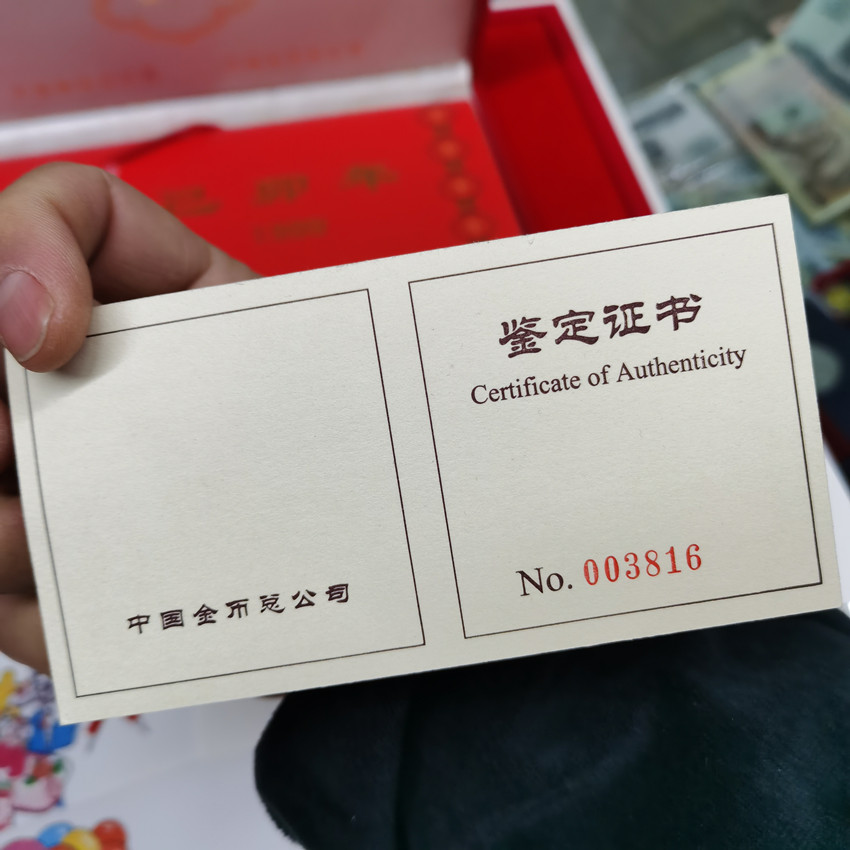 中国金币总公司
鉴定证书
Certificate of Authenticity
No. 003816